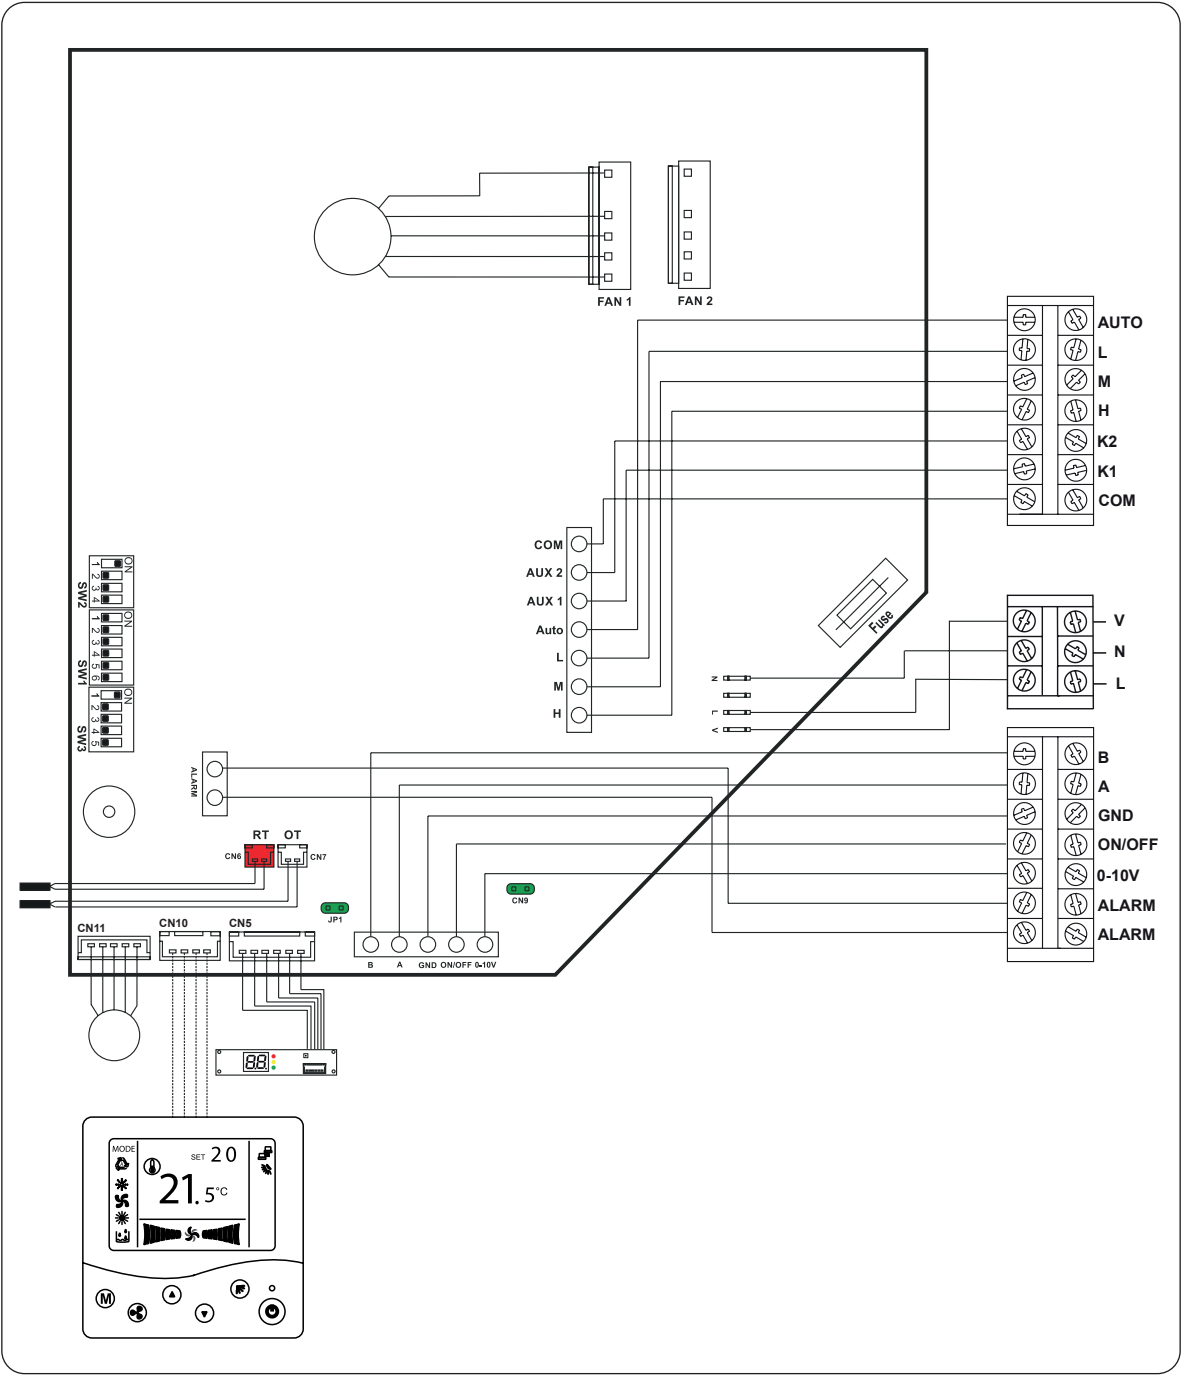 FAN 1
FAN 2
AUTO
L
M
H
K2
K1
COM
COM
AUX 2
AUX 1
Auto
L
M
H
Fuse
V
N
L
N
L
V
SW2
1
2
3
4
ON
SW1
1
2
3
4
5
6
ON
SW3
1
2
3
4
5
ON
ALARM
B
A
GND
ON/OFF
0-10V
ALARM
ALARM
RT
OT
CN6
CN7
CN9
JP1
CN11
CN10
CN5
B
A
GND
ON/OFF
0-10V
88
MODE
SET 20
21.5°C
M